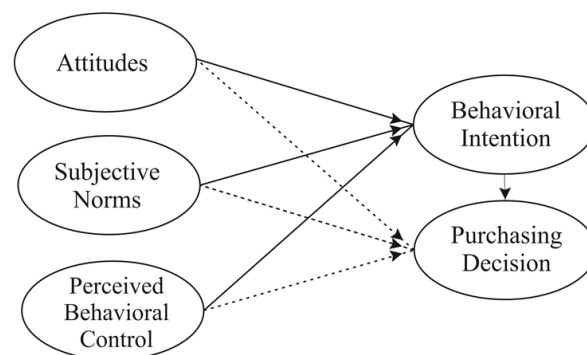 Attitudes
Subjective
Norms
Perceived
Behavioral
Control
Behavioral
Intention
Purchasing
Decision